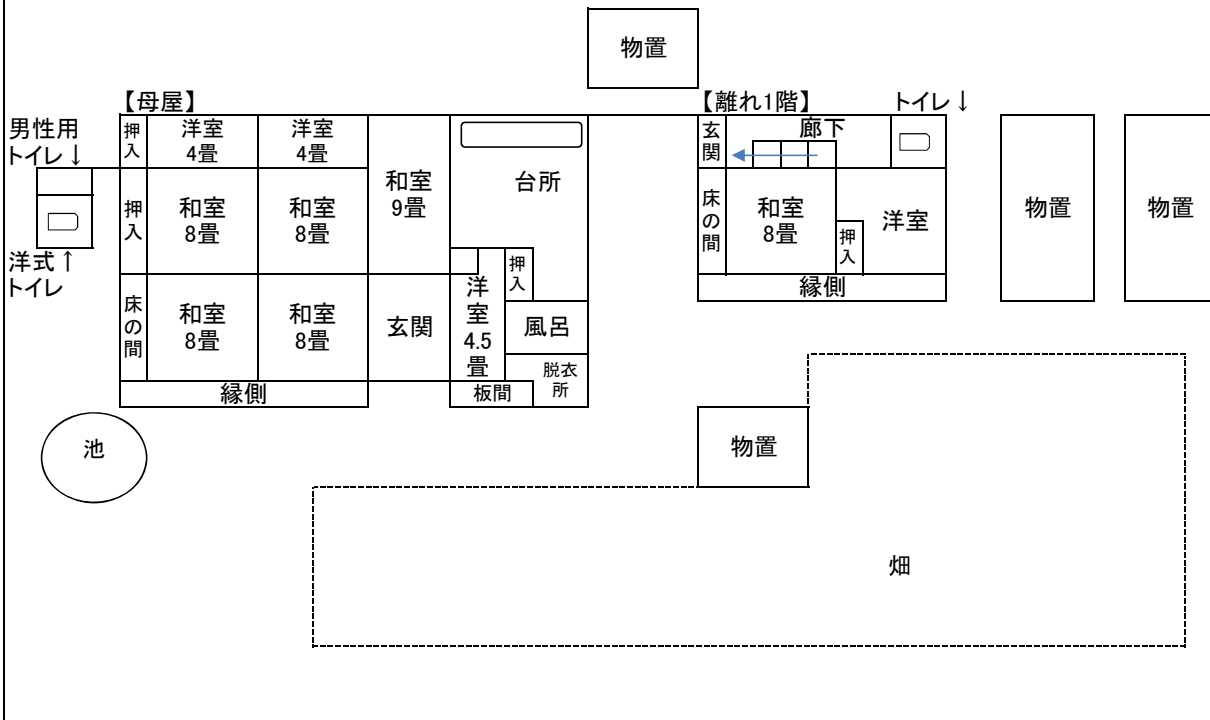 物置
【母屋】
【離れ1階】
トイレ↓
男性用
トイレ↓
押入
洋室
4畳
洋室
4畳
和室
9畳
台所
玄関
廊下
押入
和室
8畳
和室
8畳
床の間
和室
8畳
押入
洋室
物置
物置
洋式↑
トイレ
縁側
床の間
和室
8畳
和室
8畳
玄関
洋室
4.5
畳
押入
風呂
脱衣
所
縁側
板間
池
物置
畑